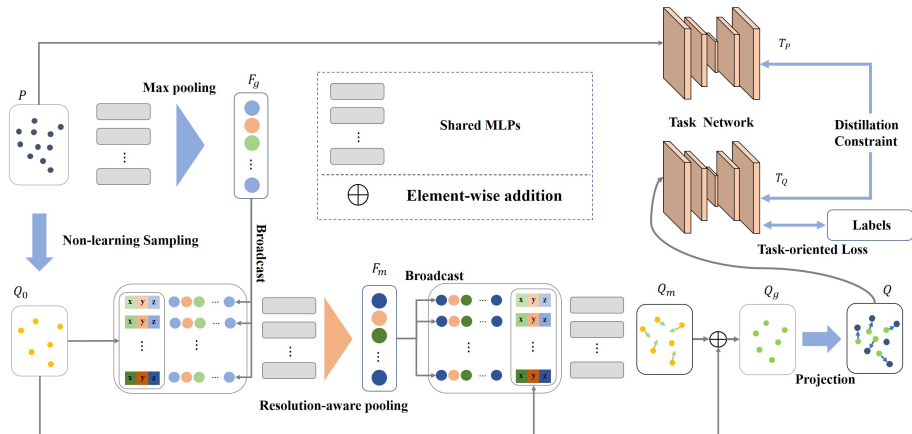 P
Max pooling
F_g
Shared MLPs
Element-wise addition
T_P
Task Network
Distillation
Constraint
T_Q
Labels
Task-oriented Loss
Non-learning Sampling
Broadcast
Q_0
x y z
x y z
x y z
F_m
Broadcast
x y z
x y z
x y z
Resolution-aware pooling
Q_m
Q_g
Q
Projection